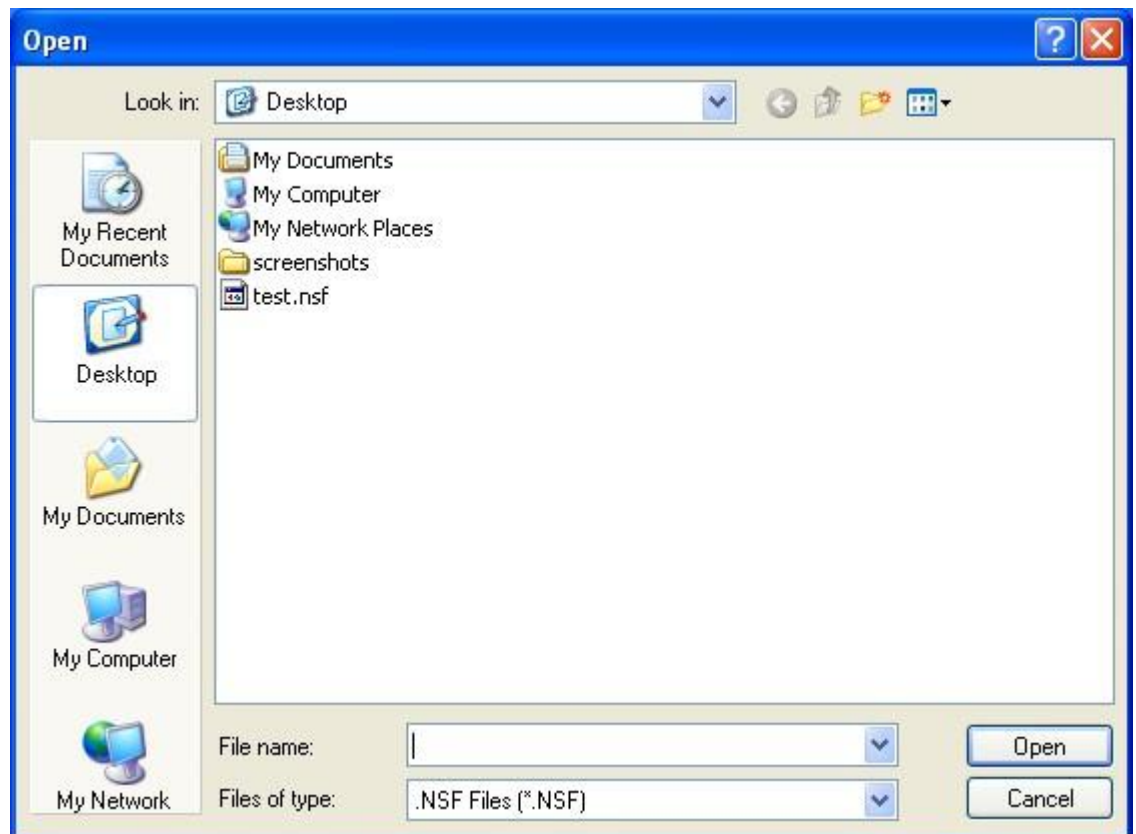 Open
Look in:
Desktop
My Recent
Documents
Desktop
My Documents
My Computer
My Network
My Documents
My Computer
My Network Places
screenshots
test.nsf
File name:
Open
Files of type:
.NSF Files (*.NSF)
Cancel